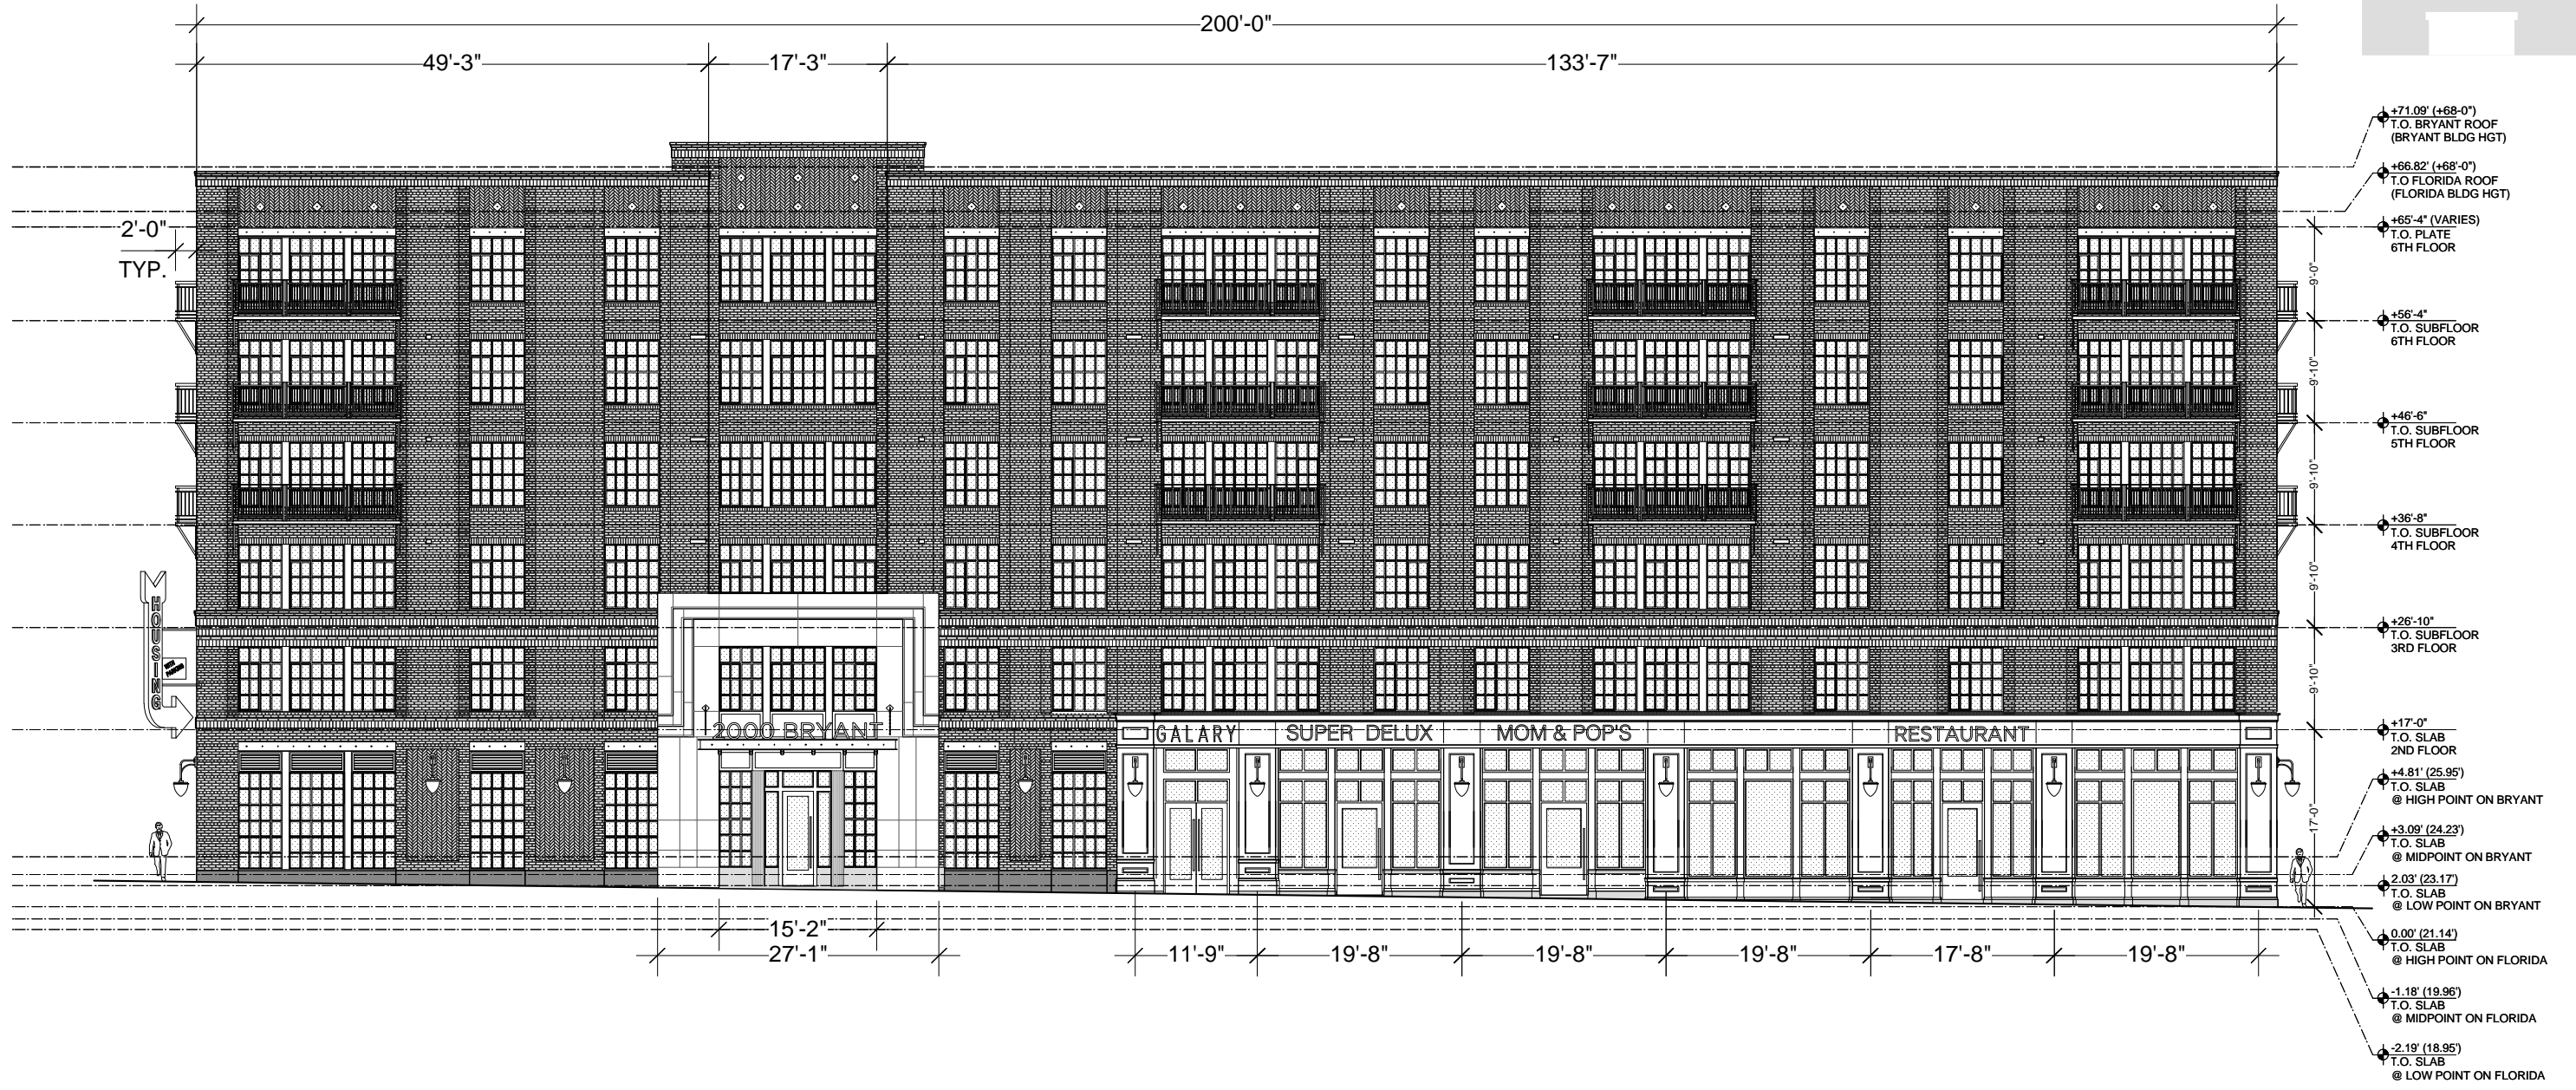 200'-0"
49'-3"
17'-3"
133'-7"
+71.09' (+68-0")
T.O. BRYANT ROOF
(BRYANT BLDG HGT)
+66.82' (+68'-0")
T.O FLORIDA ROOF
(FLORIDA BLDG HGT)
+65'-4" (VARIES)
T.O. PLATE
6TH FLOOR
2'-0"
TYP.
9'-0"
+56'-4"
T.O. SUBFLOOR
6TH FLOOR
9'-10"
+46'-6"
T.O. SUBFLOOR
5TH FLOOR
9'-10"
+36'-8"
T.O. SUBFLOOR
4TH FLOOR
9'-10"
+26'-10"
T.O. SUBFLOOR
3RD FLOOR
9'-10"
HOUSING
WITH PARKING
2000 BRYANT
GALARY
SUPER DELUX
MOM & POP'S
RESTAURANT
+17'-0"
T.O. SLAB
2ND FLOOR
17'-0"
+4.81' (25.95')
T.O. SLAB
@ HIGH POINT ON BRYANT
+3.09' (24.23')
T.O. SLAB
@ MIDPOINT ON BRYANT
2.03' (23.17')
T.O. SLAB
@ LOW POINT ON BRYANT
0.00' (21.14')
T.O. SLAB
@ HIGH POINT ON FLORIDA
-1.18' (19.96')
T.O. SLAB
@ MIDPOINT ON FLORIDA
-2.19' (18.95')
T.O. SLAB
@ LOW POINT ON FLORIDA
15'-2"
27'-1"
11'-9"
19'-8"
19'-8"
19'-8"
17'-8"
19'-8"